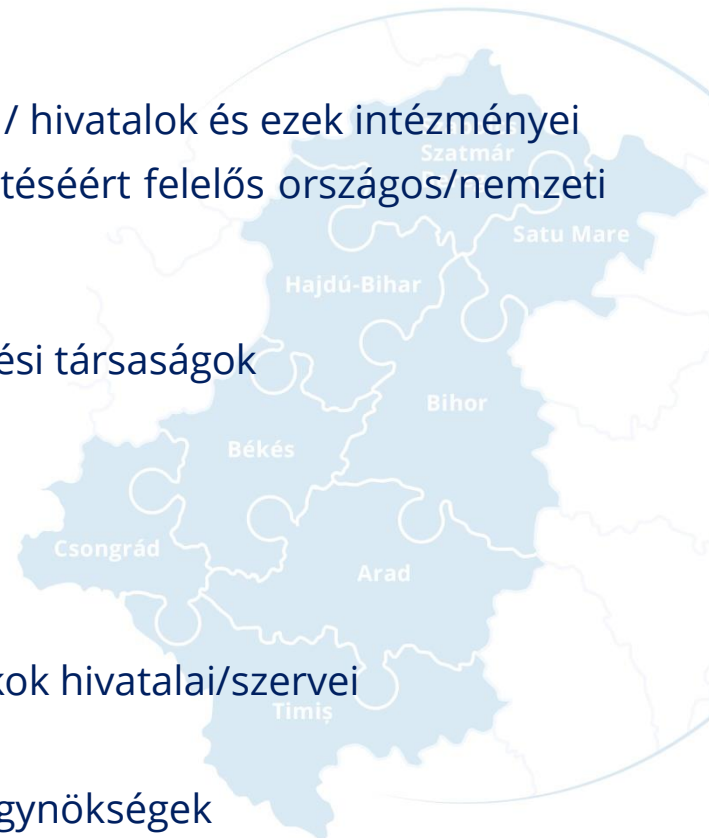 / hivatalok és ezek intézményei
Szatmár
téséért felelős országos/nemzeti
Satu Mare
Hajdú-Bihar
ési társaságok
Bihor
Békés
Csongrád
Arad
kok hivatalai/szervei
Timiș
gynökségek